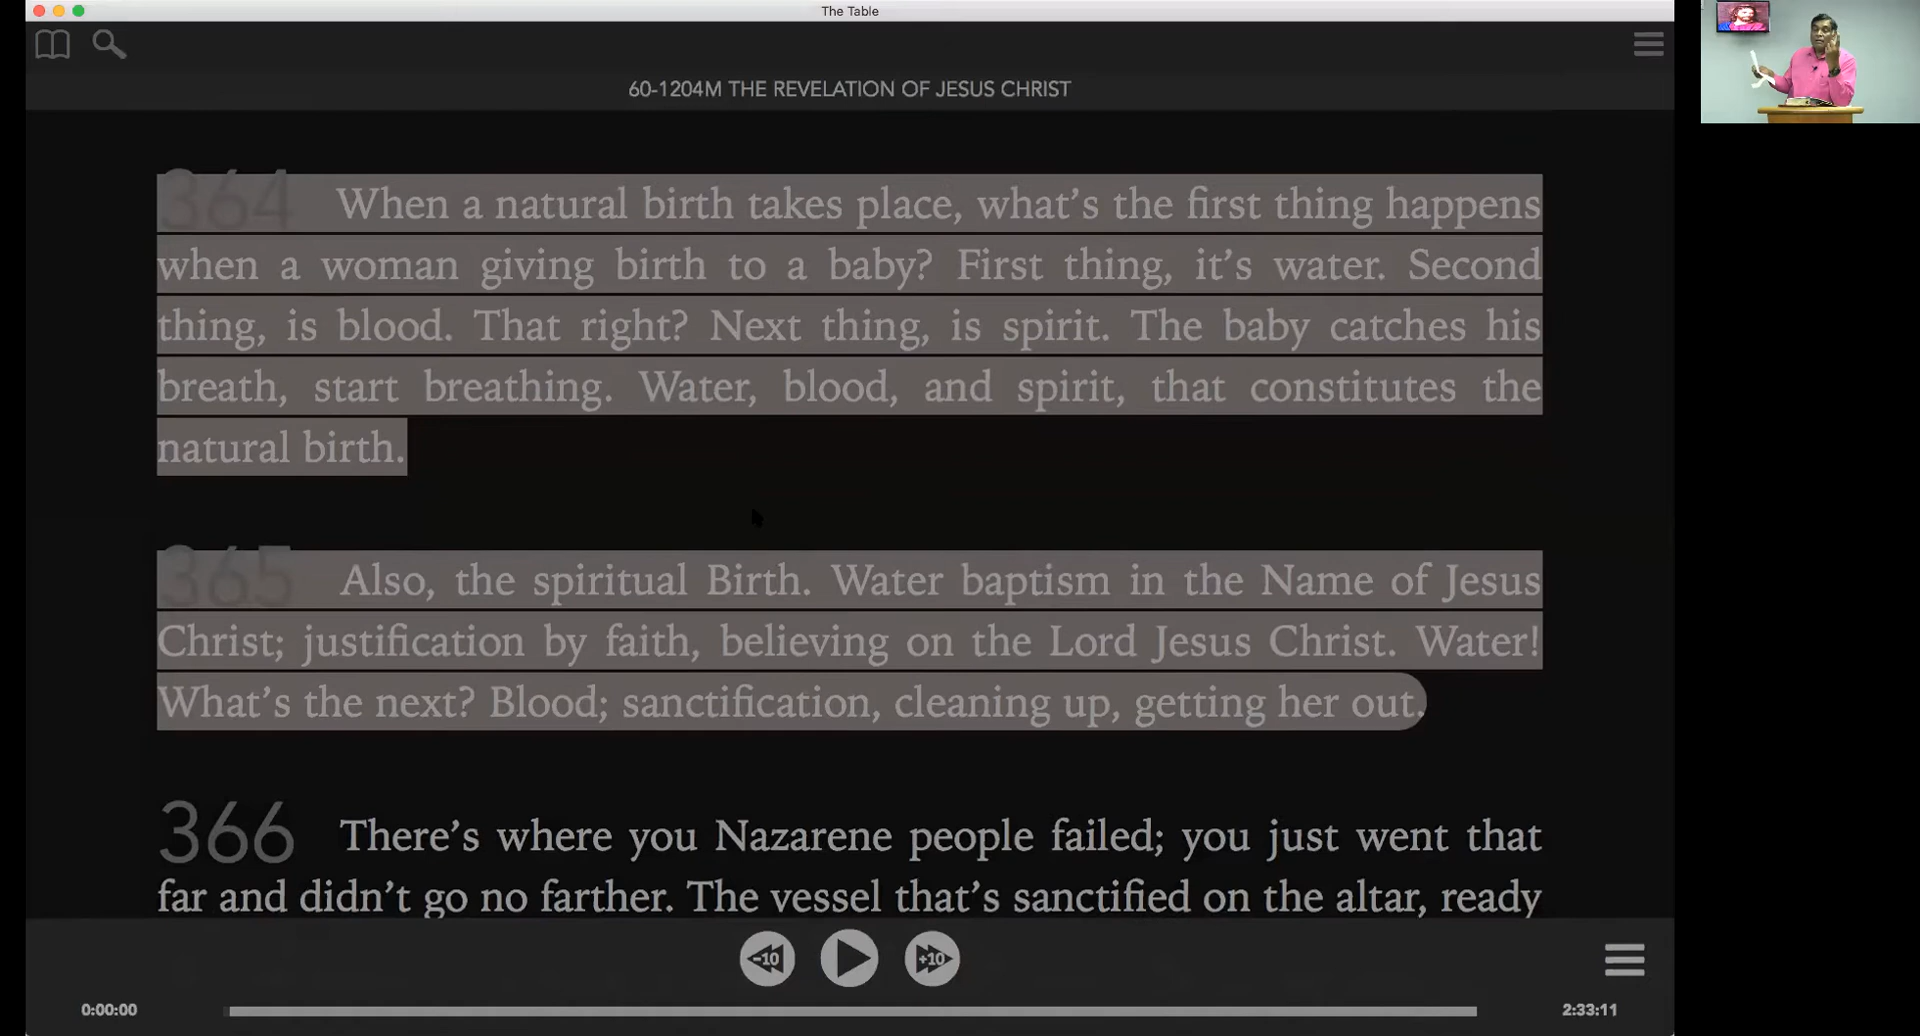 The Table
60-1204M THE REVELATION OF JESUS CHRIST
364 When a natural birth takes place, what's the first thing happens
when a woman giving birth to a baby? First thing, it's water. Second
thing, is blood. That right? Next thing, is spirit. The baby catches his
breath, start breathing. Water, blood, and spirit, that constitutes the
natural birth.
365 Also, the spiritual Birth. Water baptism in the Name of Jesus
Christ; justification by faith, believing on the Lord Jesus Christ. Water!
What's the next? Blood; sanctification, cleaning up, getting her out.
366 There's where you Nazarene people failed; you just went that
far and didn't go no farther. The vessel that's sanctified on the altar, ready
-10 +10
0:00:00 2:33:11